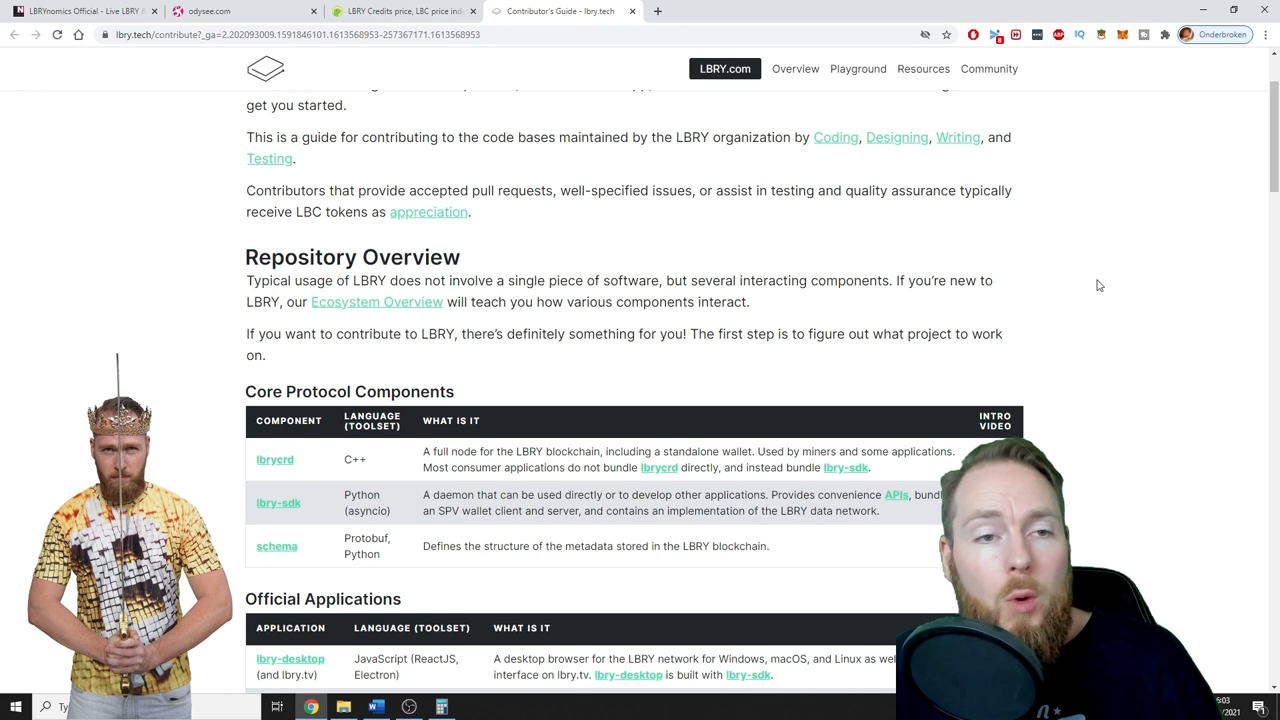 LBRYnomics Official - Live LBRY
odysee.com
LBRY Credits price, LBC price ind
Contributor's Guide - lbry.tech
lbry.tech/contribute?_ga=2.202093009.1591846101.1613568953-257367171.1613568953
8
ABP
IQ
Onderbroken
LBRY.com
Overview
Playground
Resources
Community
get you started.
This is a guide for contributing to the code bases maintained by the LBRY organization by Coding, Designing, Writing, and
Testing.
Contributors that provide accepted pull requests, well-specified issues, or assist in testing and quality assurance typically
receive LBC tokens as appreciation.
Repository Overview
Typical usage of LBRY does not involve a single piece of software, but several interacting components. If you're new to
LBRY, our Ecosystem Overview will teach you how various components interact.
If you want to contribute to LBRY, there's definitely something for you! The first step is to figure out what project to work
on.
Core Protocol Components
COMPONENT
LANGUAGE
(TOOLSET)
WHAT IS IT
INTRO
VIDEO
lbrycrd
C++
A full node for the LBRY blockchain, including a standalone wallet. Used by miners and some applications.
Most consumer applications do not bundle lbrycrd directly, and instead bundle lbry-sdk.
lbry-sdk
Python
(asyncio)
A daemon that can be used directly or to develop other applications. Provides convenience APIs, bundl
an SPV wallet client and server, and contains an implementation of the LBRY data network.
schema
Protobuf,
Python
Defines the structure of the metadata stored in the LBRY blockchain.
Official Applications
APPLICATION
LANGUAGE (TOOLSET)
WHAT IS IT
lbry-desktop
(and lbry.tv)
JavaScript (ReactJS,
Electron)
A desktop browser for the LBRY network for Windows, macOS, and Linux as wel
interface on lbry.tv. lbry-desktop is built with lbry-sdk.
Ty
6:03
/2021
1